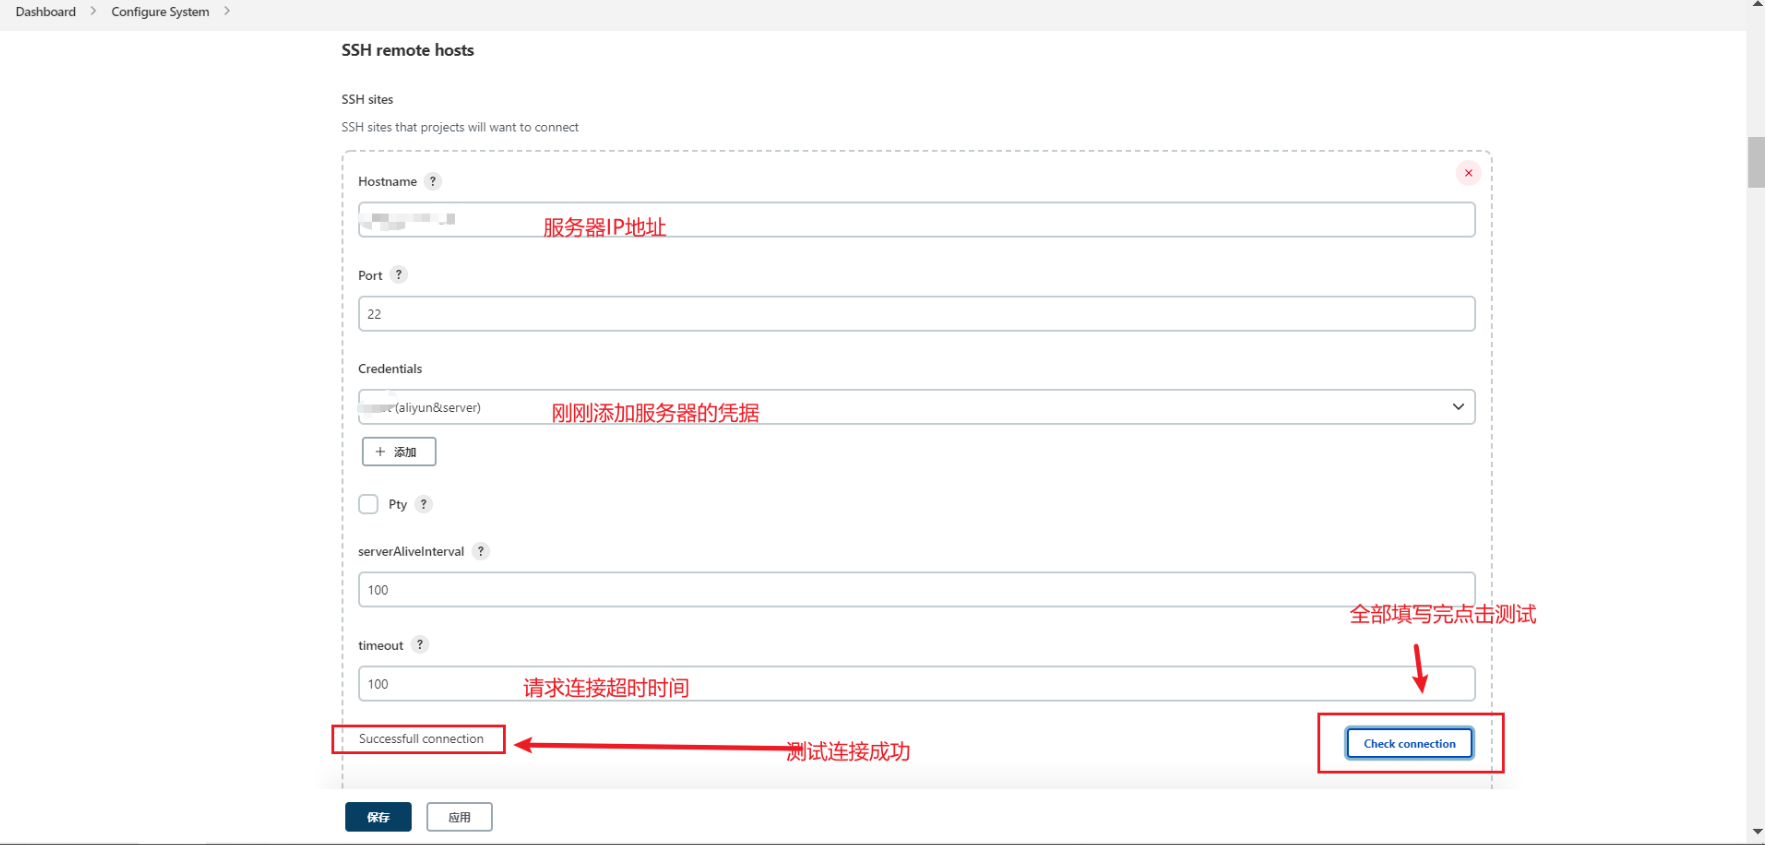 Dashboard > Configure System >
SSH remote hosts
SSH sites
SSH sites that projects will want to connect
Hostname ?
服务器IP地址
Port ?
22
Credentials
(aliyun&server)
刚刚添加服务器的凭据
+ 添加
Pty ?
serverAliveInterval ?
100
全部填写完点击测试
timeout ?
100
请求连接超时时间
Successfull connection
测试连接成功
Check connection
保存
应用